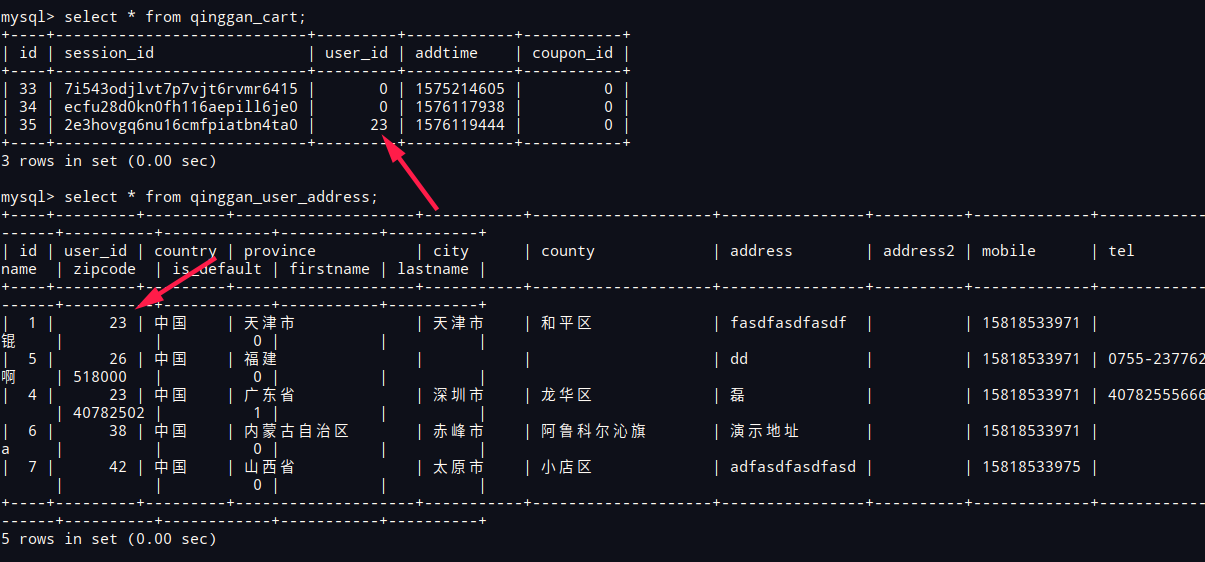 mysql> select * from qinggan_cart;
+----+----------------------------+---------+------------+-----------+
| id | session_id                 | user_id | addtime    | coupon_id |
+----+----------------------------+---------+------------+-----------+
| 33 | 7i543odjlvt7p7vjt6rvmr6415 |       0 | 1575214605 |         0 |
| 34 | ecfu28d0kn0fh116aepill6je0 |       0 | 1576117938 |         0 |
| 35 | 2e3hovgq6nu16cmfpiatbn4ta0 |      23 | 1576119444 |         0 |
+----+----------------------------+---------+------------+-----------+
3 rows in set (0.00 sec)
mysql> select * from qinggan_user_address;
+----+---------+---------+--------------------+-----------+--------------------+----------------+----------+-------------+------------
------+----------+------------+-----------+----------+
| id | user_id | country | province           | city      | county             | address        | address2 | mobile      | tel
name  | zipcode  | is_default | firstname | lastname |
+----+---------+---------+--------------------+-----------+--------------------+----------------+----------+-------------+------------
------+----------+------------+-----------+----------+
|  1 |      23 | 中国    | 天津市             | 天津市    | 和平区             | fasdfasdfasdf  |          | 15818533971 |
锟     |          |          0 |           |          |
|  5 |      26 | 中国    | 福建               |           |                    | dd             |          | 15818533971 | 0755-237762
啊     | 518000   |          0 |           |          |
|  4 |      23 | 中国    | 广东省             | 深圳市    | 龙华区             | 磊             |          | 15818533971 | 40782555666
      | 40782502 |          1 |           |          |
|  6 |      38 | 中国    | 内蒙古自治区       | 赤峰市    | 阿鲁科尔沁旗       | 演示地址       |          | 15818533971 |
a     |          |          0 |           |          |
|  7 |      42 | 中国    | 山西省             | 太原市    | 小店区             | adfasdfasdfasd |          | 15818533975 |
      |          |          0 |           |          |
+----+---------+---------+--------------------+-----------+--------------------+----------------+----------+-------------+------------
------+----------+------------+-----------+----------+
5 rows in set (0.00 sec)